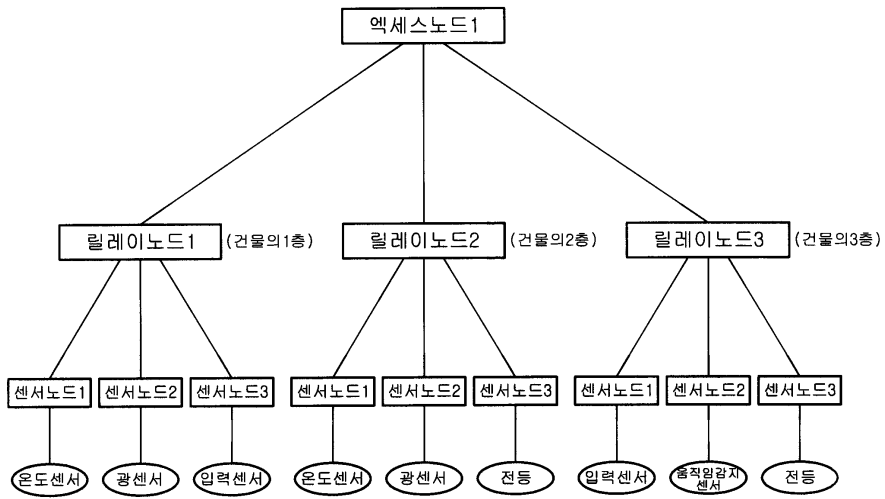 엑세스노드1
릴레이노드1 (건물의1층)
릴레이노드2 (건물의2층)
릴레이노드3 (건물의3층)
센서노드1 센서노드2 센서노드3
센서노드1 센서노드2 센서노드3
센서노드1 센서노드2 센서노드3
온도센서 광센서 입력센서
온도센서 광센서 전등
입력센서 움직임감지센서 전등